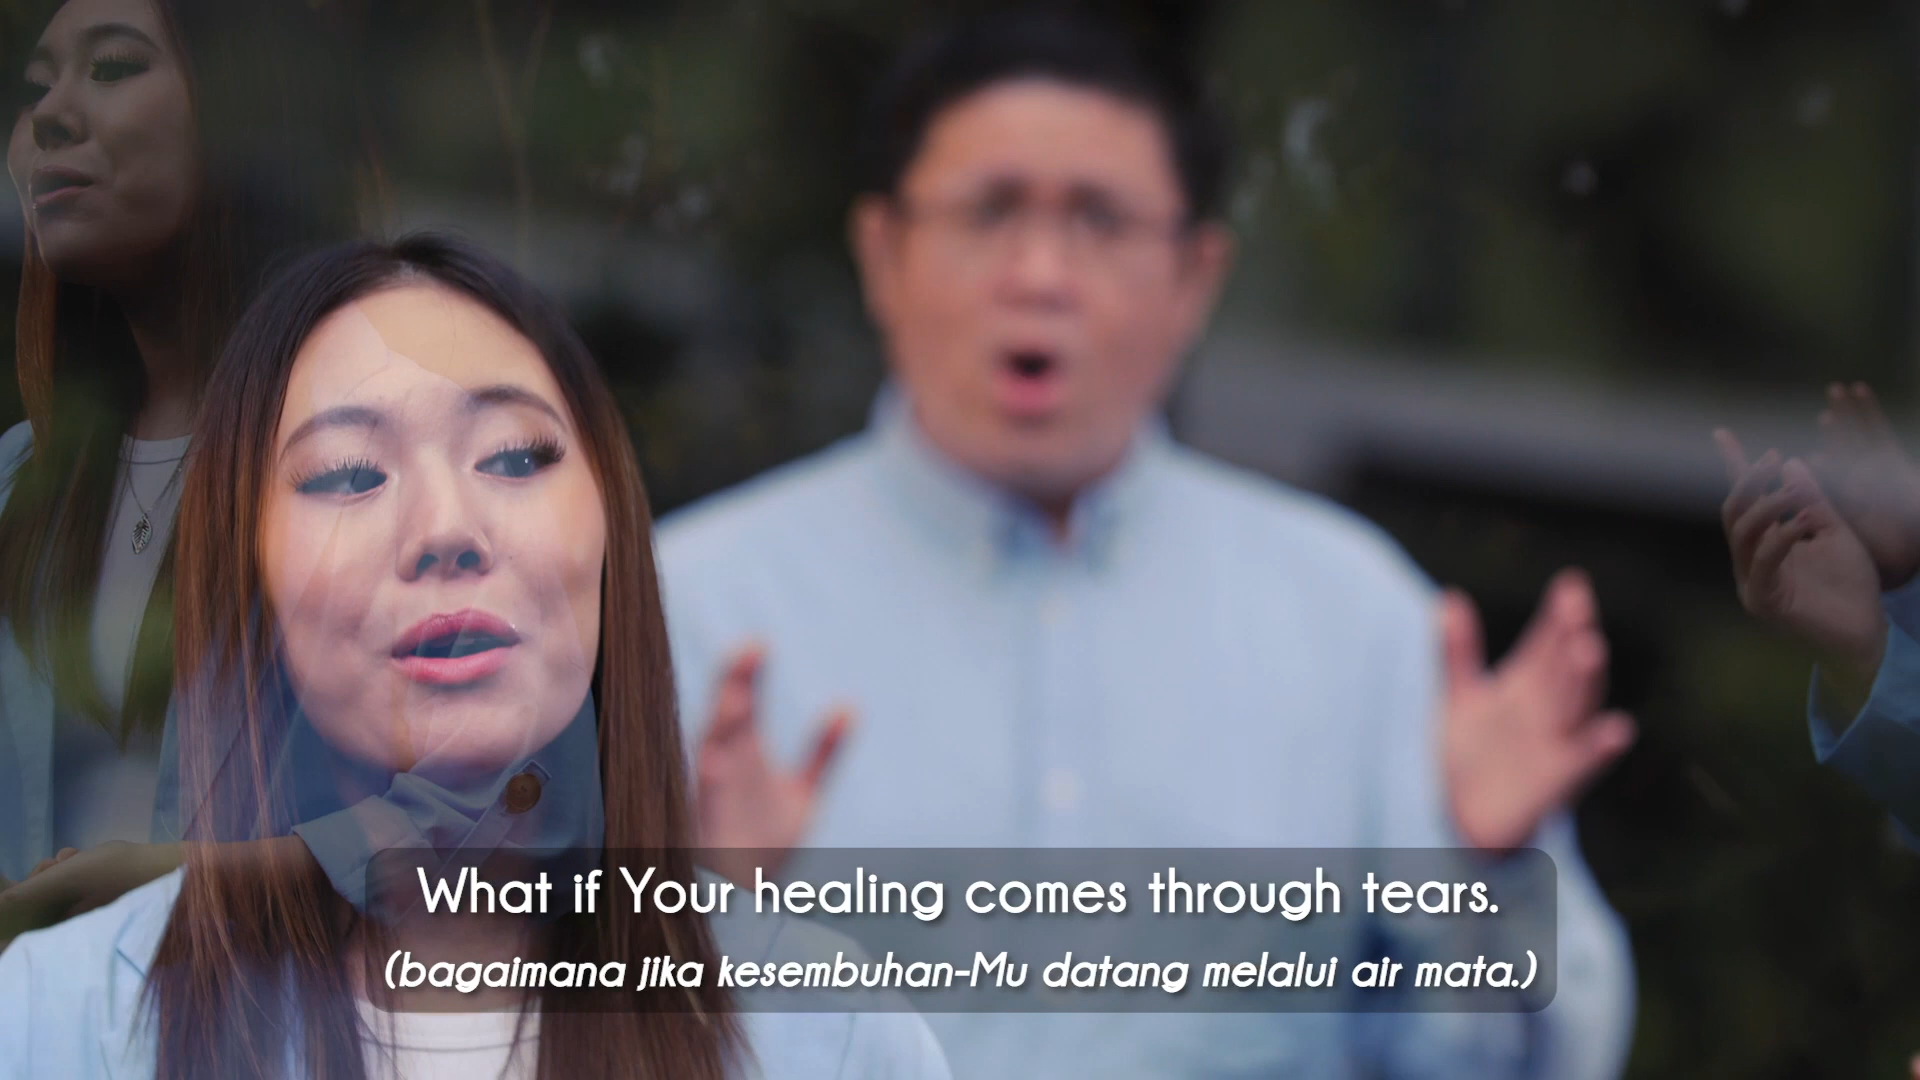 What if Your healing comes through tears.
(bagaimana jika kesembuhan-Mu datang melalui air mata.)